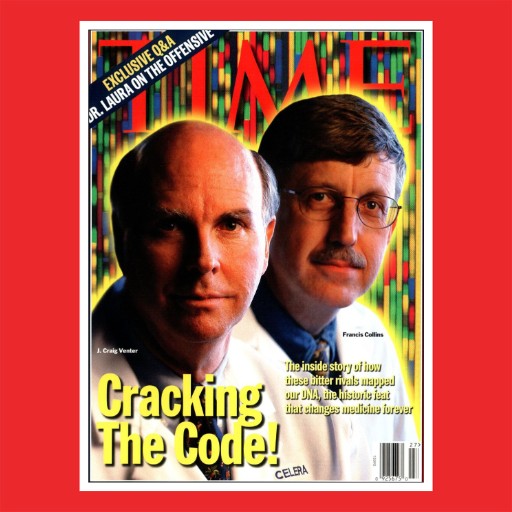 EXCLUSIVE Q&A
DR. LAURA ON THE OFFENSIVE
TIME
Francis Collins
J. Craig Venter
The inside story of how
these bitter rivals mapped
our DNA, the historic feat
that changes medicine forever
Cracking
The Code!
CELERA
27>